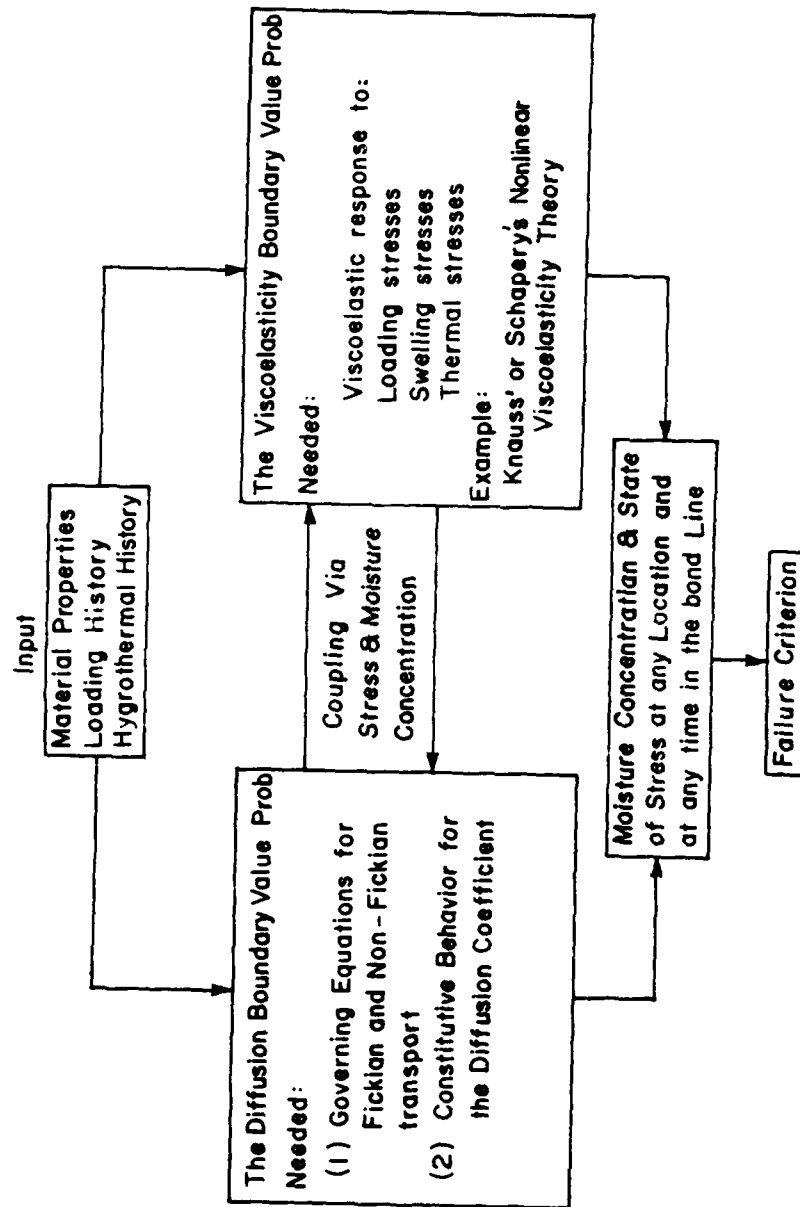 Input
Material Properties
Loading History
Hygrothermal History
The Diffusion Boundary Value Prob
Needed:
(1) Governing Equations for
Fickian and Non-Fickian
transport
(2) Constitutive Behavior for
the Diffusion Coefficient
Coupling Via
Stress & Moisture
Concentration
The Viscoelasticity Boundary Value Prob
Needed:
Viscoelastic response to:
Loading stresses
Swelling stresses
Thermal stresses
Example:
Knauss' or Schapery's Nonlinear
Viscoelasticity Theory
Moisture Concentration & State
of Stress at any Location and
at any time in the bond Line
Failure Criterion